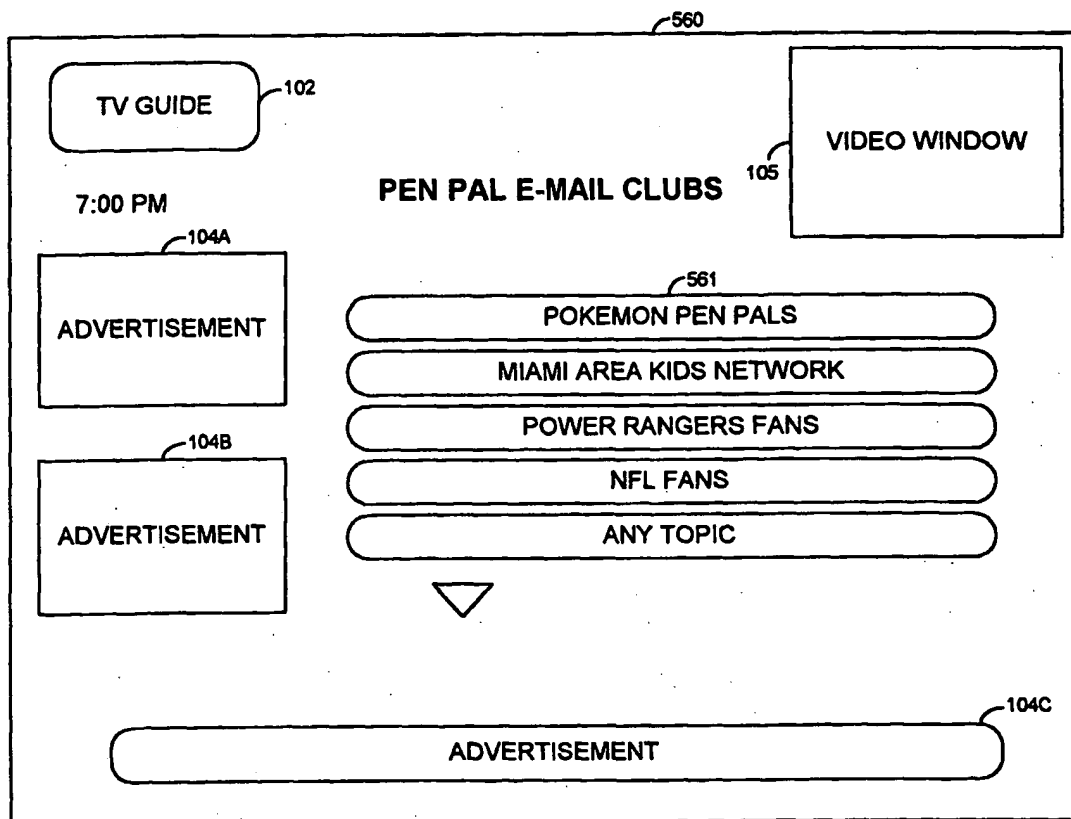 560
TV GUIDE
102
VIDEO WINDOW
105
PEN PAL E-MAIL CLUBS
7:00 PM
104A
ADVERTISEMENT
561
POKEMON PEN PALS
MIAMI AREA KIDS NETWORK
POWER RANGERS FANS
104B
NFL FANS
ADVERTISEMENT
ANY TOPIC
104C
ADVERTISEMENT